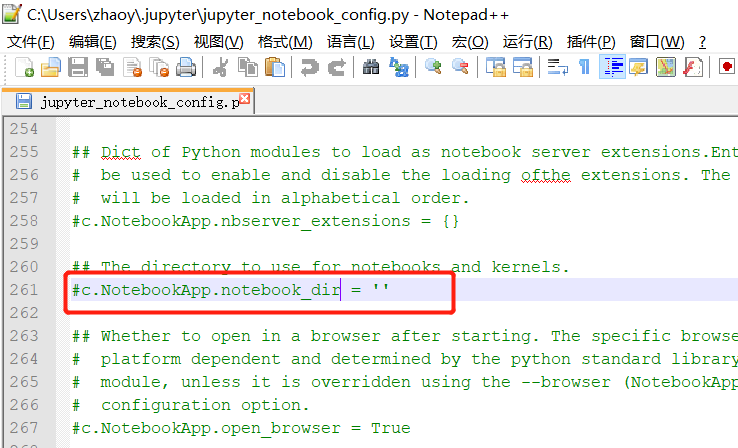 C:\Users\zhaoy\.jupyter\jupyter_notebook_config.py - Notepad++
文件(F) 编辑(E) 搜索(S) 视图(V) 格式(M) 语言(L) 设置(T) 宏(O) 运行(R) 插件(P) 窗口(W) ?
jupyter_notebook_config.p
254
255 ## Dict of Python modules to load as notebook server extensions.Ent
256 #  be used to enable and disable the loading ofthe extensions. The
257 #  will be loaded in alphabetical order.
258 #c.NotebookApp.nbserver_extensions = {}
259
260 ## The directory to use for notebooks and kernels.
261 #c.NotebookApp.notebook_dir = ''
262
263 ## Whether to open in a browser after starting. The specific browse
264 #  platform dependent and determined by the python standard library
265 #  module, unless it is overridden using the --browser (NotebookAp
266 #  configuration option.
267 #c.NotebookApp.open_browser = True